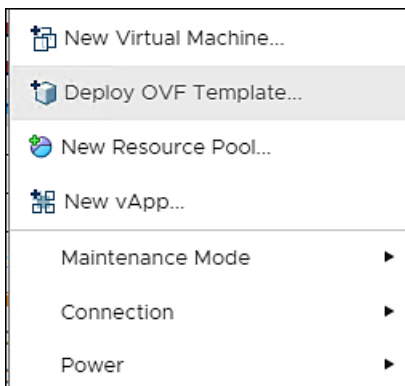 New Virtual Machine...
Deploy OVF Template...
New Resource Pool...
New vApp...
Maintenance Mode
Connection
Power